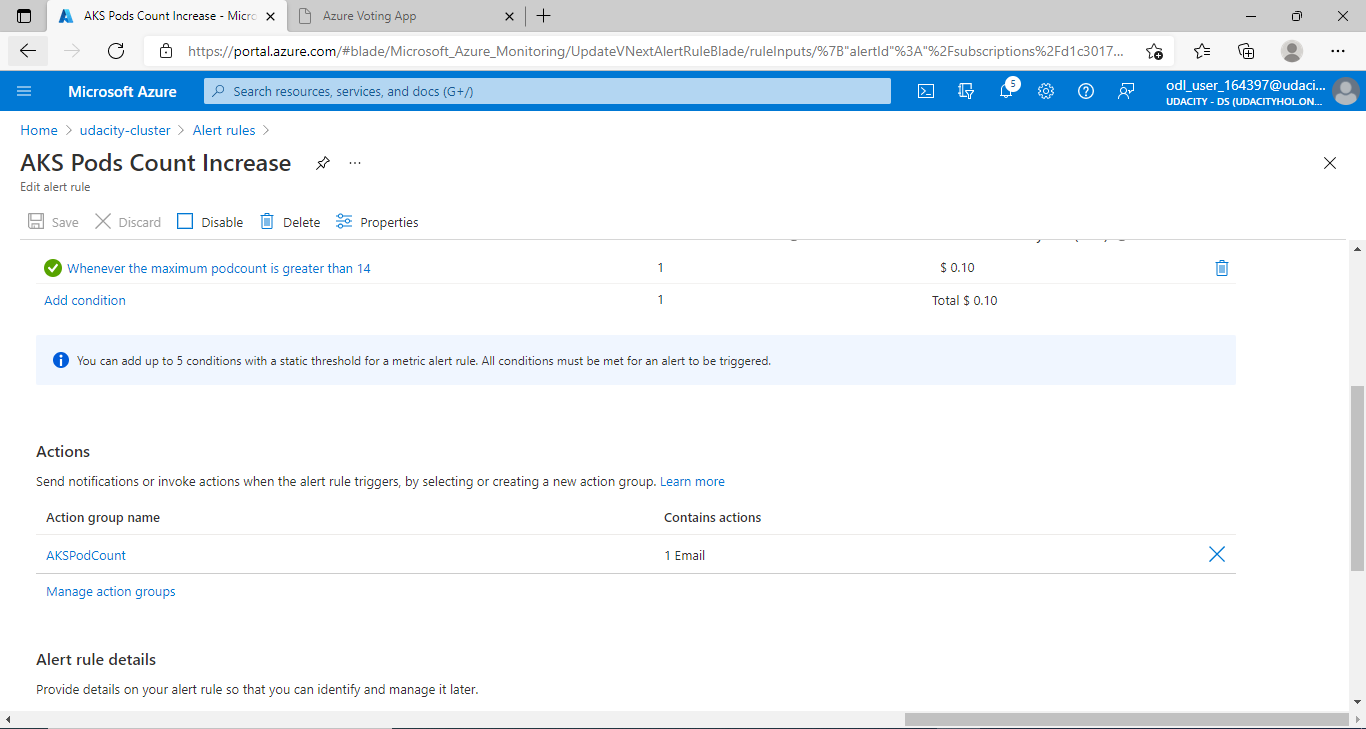 AKS Pods Count Increase - Micro
Azure Voting App
https://portal.azure.com/#blade/Microsoft_Azure_Monitoring/UpdateVNextAlertRuleBlade/ruleInputs/%7B"alertId"%3A"%2Fsubscriptions%2Fd1c3017...
Microsoft Azure
Search resources, services, and docs (G+/)
5
odl_user_164397@udaci...
UDACITY - DS (UDACITYHOL.ON...
Home > udacity-cluster > Alert rules >
AKS Pods Count Increase
Edit alert rule
Save Discard Disable Delete Properties
Whenever the maximum podcount is greater than 14 1 $ 0.10
Add condition 1 Total $ 0.10
You can add up to 5 conditions with a static threshold for a metric alert rule. All conditions must be met for an alert to be triggered.
Actions
Send notifications or invoke actions when the alert rule triggers, by selecting or creating a new action group. Learn more
Action group name Contains actions
AKSPodCount 1 Email
Manage action groups
Alert rule details
Provide details on your alert rule so that you can identify and manage it later.